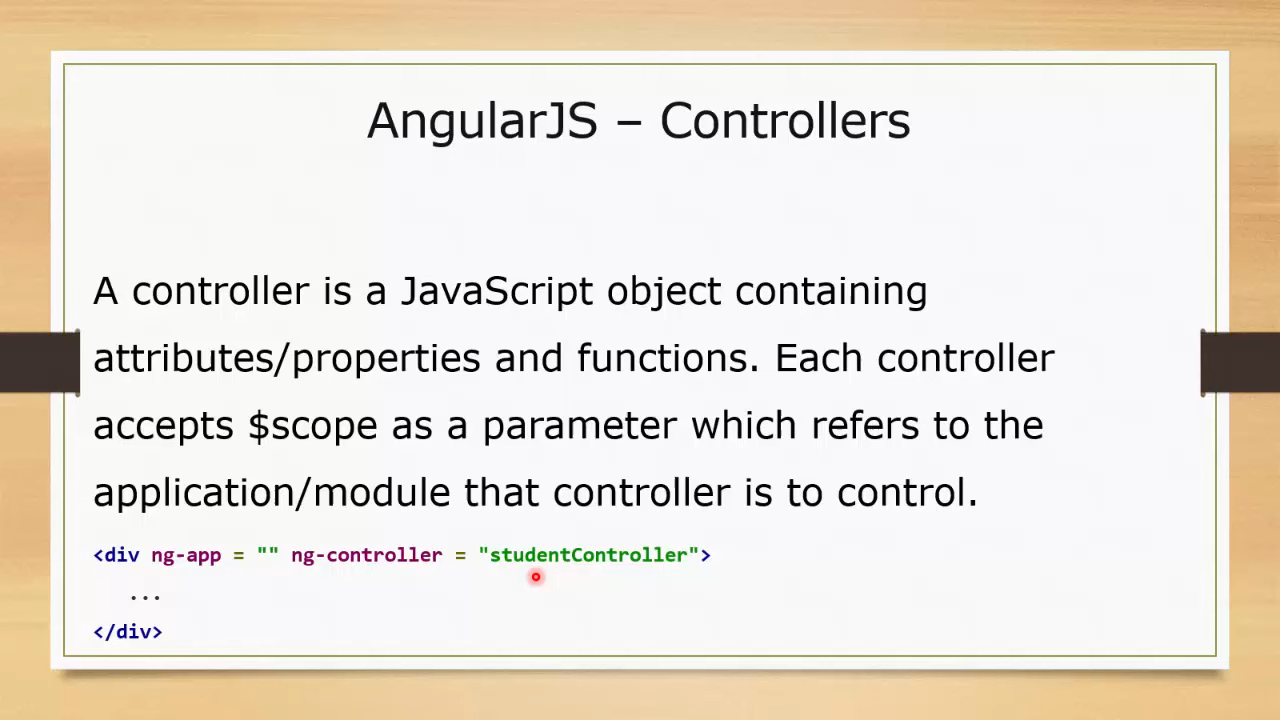 AngularJS – Controllers
A controller is a JavaScript object containing
attributes/properties and functions. Each controller
accepts $scope as a parameter which refers to the
application/module that controller is to control.
<div ng-app = "" ng-controller = "studentController">
...
</div>